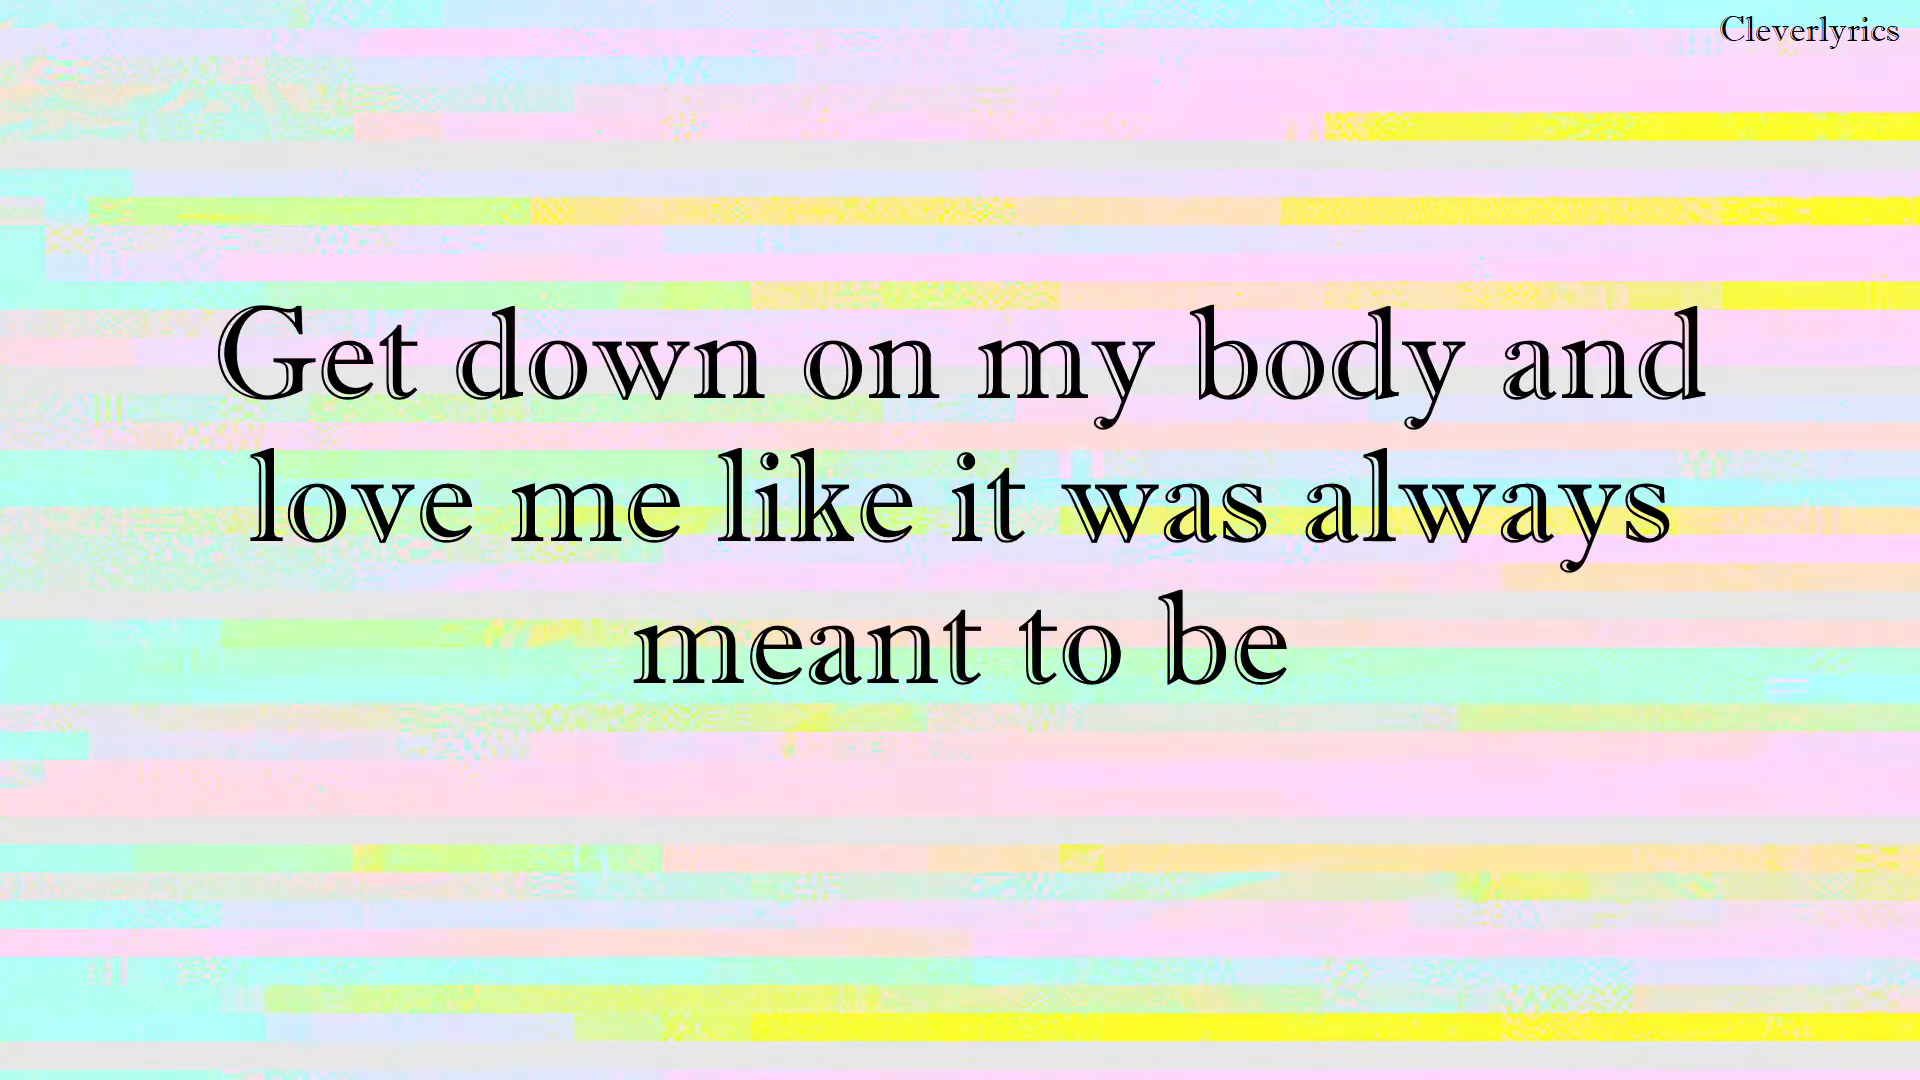 Cleverlyrics
Get down on my body and
love me like it was always
meant to be